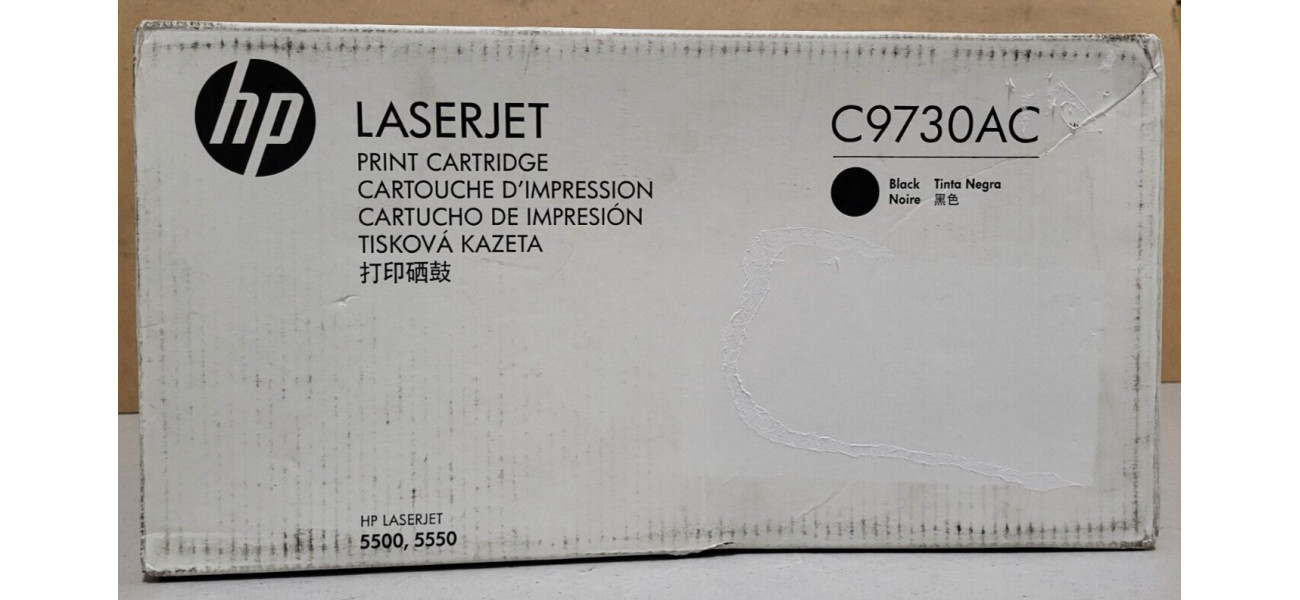 hp
LASERJET
PRINT CARTRIDGE
CARTOUCHE D'IMPRESSION
CARTUCHO DE IMPRESIÓN
TISKOVÁ KAZETA
打印硒鼓
C9730AC
Black Tinta Negra
Noire 黑色
HP LASERJET
5500, 5550